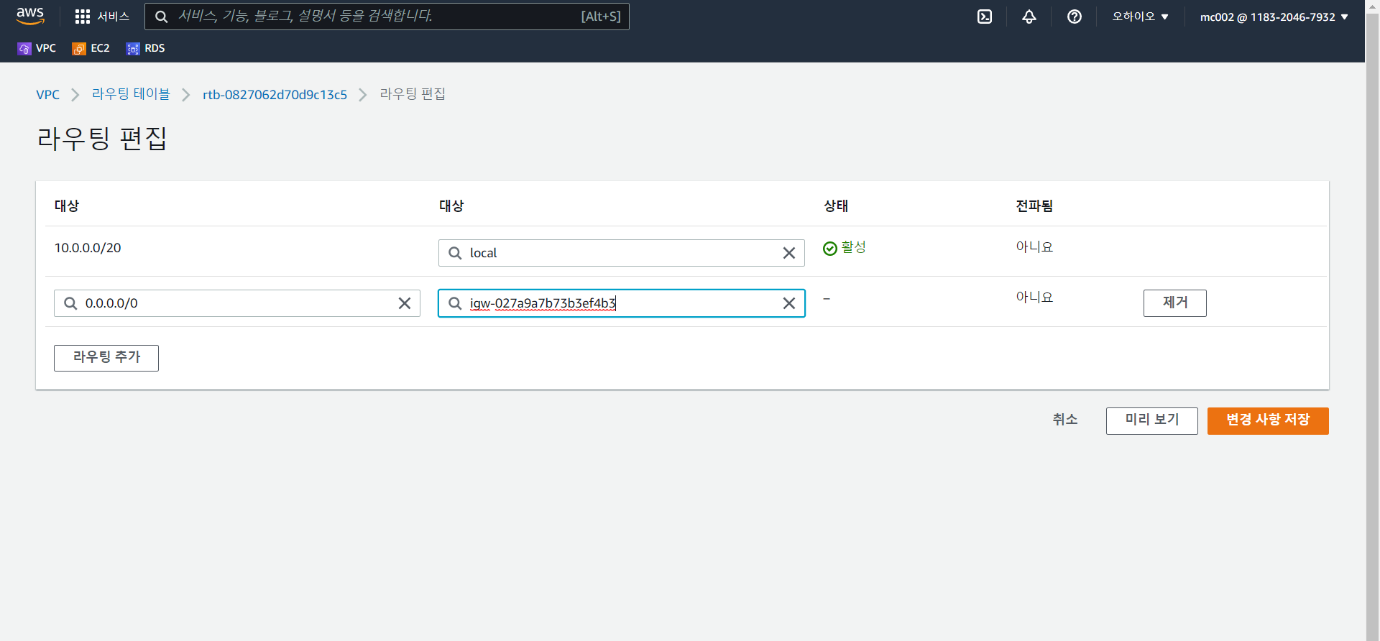 aws 서비스 서비스, 기능, 블로그, 설명서 등을 검색합니다. [Alt+S] 오하이오 ▼ mc002 @ 1183-2046-7932 ▼
VPC EC2 RDS
VPC > 라우팅 테이블 > rtb-0827062d70d9c13c5 > 라우팅 편집
라우팅 편집
대상 대상 상태 전파됨
10.0.0.0/20 local 활성 아니요
0.0.0.0/0 igw-027a9a7b73b3ef4b3 – 아니요 제거
라우팅 추가
취소 미리 보기 변경 사항 저장